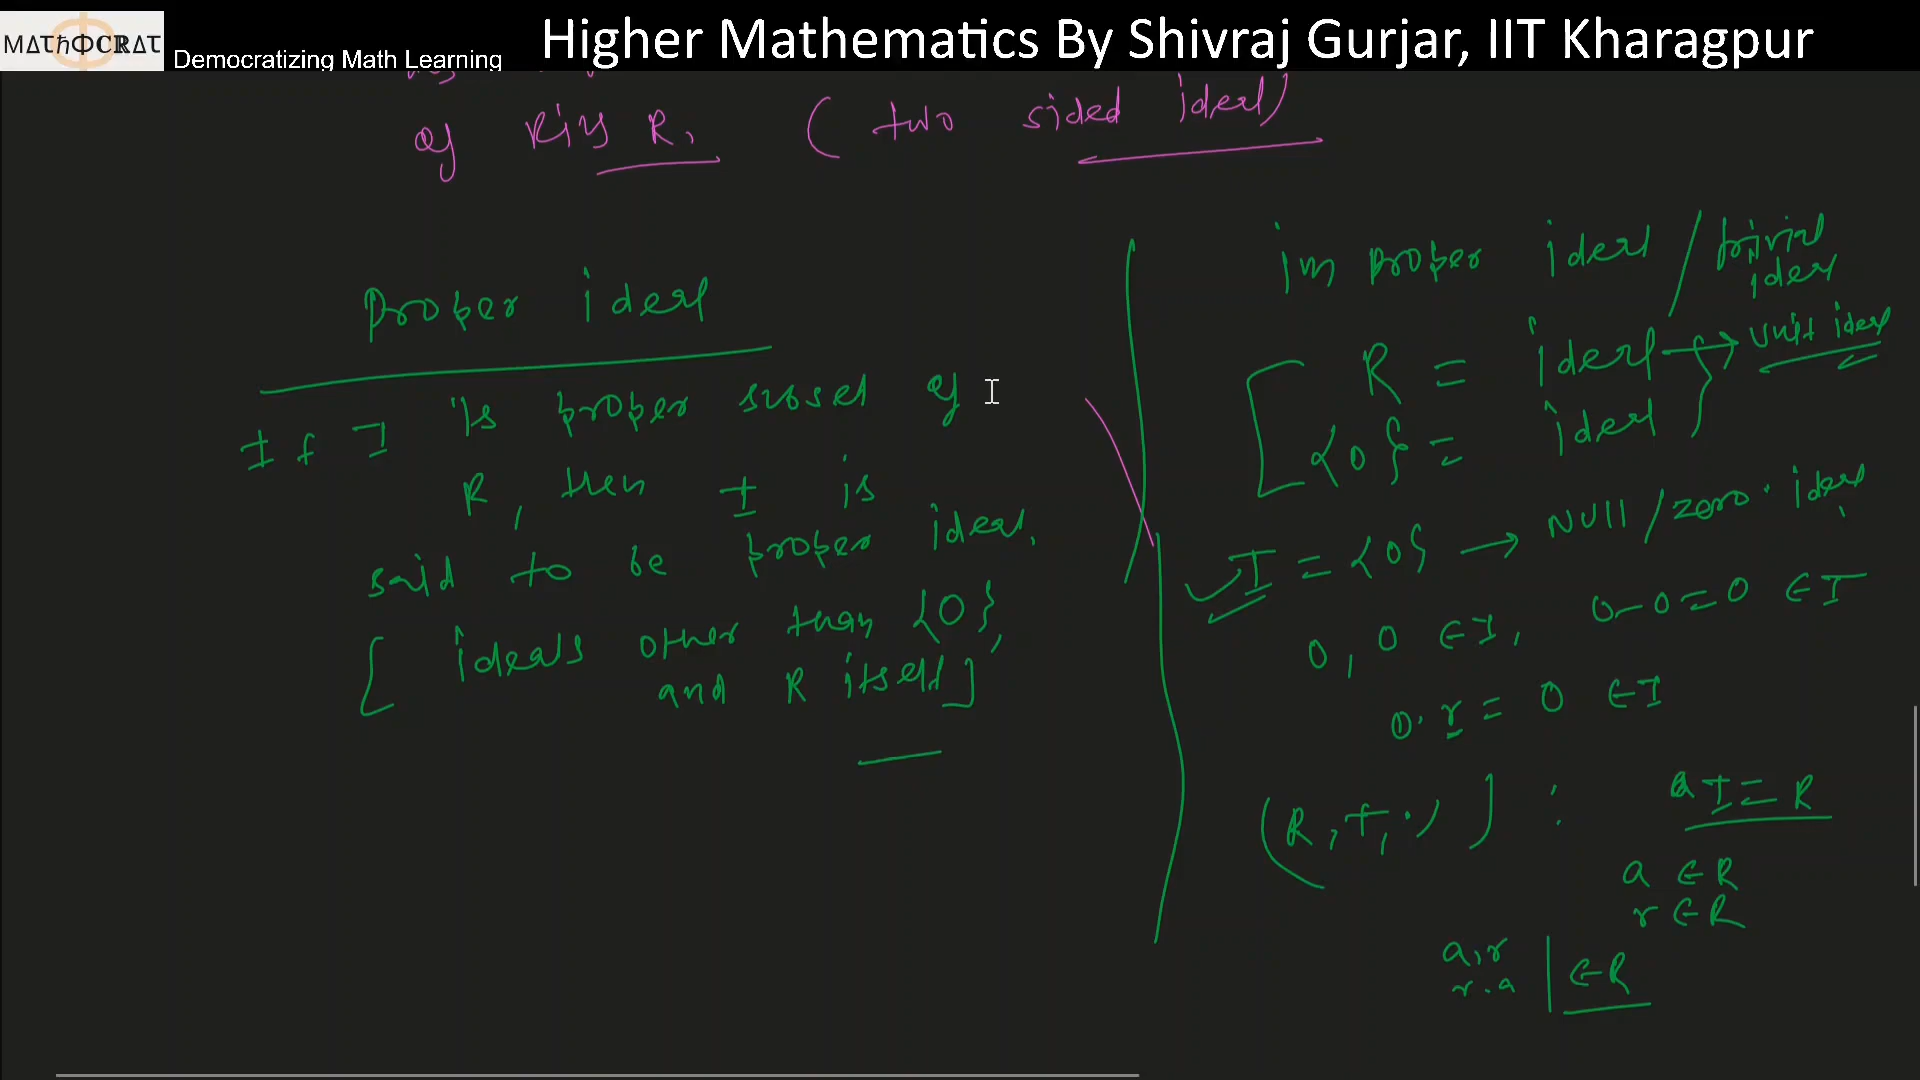 MΔTħΦCℝΔT
Democratizing Math Learning
Higher Mathematics By Shivraj Gurjar, IIT Kharagpur
of Ring R, (two sided ideal)
Proper ideal
If I is proper subset of
R, then I is
said to be proper ideal.
[ ideals other than {0},
and R itself ]
improper ideal / trivial
ideal
R = ideal → unit ideal
{0} = ideal
I = {0} → NUll / zero. ideal
0, 0 ∈ I, 0-0=0 ∈ I
0. r = 0 ∈ I
(R, +, .) : I = R
a ∈ R
r ∈ R
a.r
r.a | ∈ R